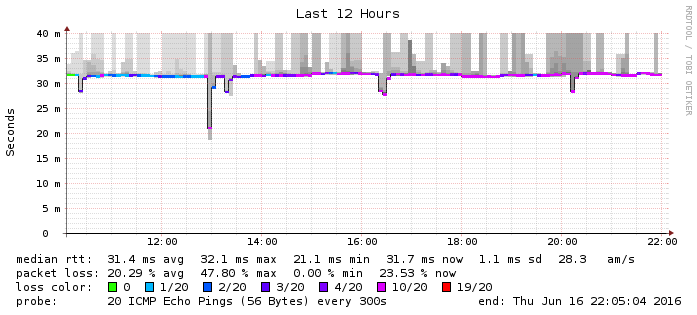 Last 12 Hours
RRDTOOL / TOBI OETIKER
Seconds
40 m
35 m
30 m
25 m
20 m
15 m
10 m
5 m
0
12:00 14:00 16:00 18:00 20:00 22:00
median rtt: 31.4 ms avg 32.1 ms max 21.1 ms min 31.7 ms now 1.1 ms sd 28.3 am/s
packet loss: 20.29 % avg 47.80 % max 0.00 % min 23.53 % now
loss color: 0 1/20 2/20 3/20 4/20 10/20 19/20
probe: 20 ICMP Echo Pings (56 Bytes) every 300s end: Thu Jun 16 22:05:04 2016